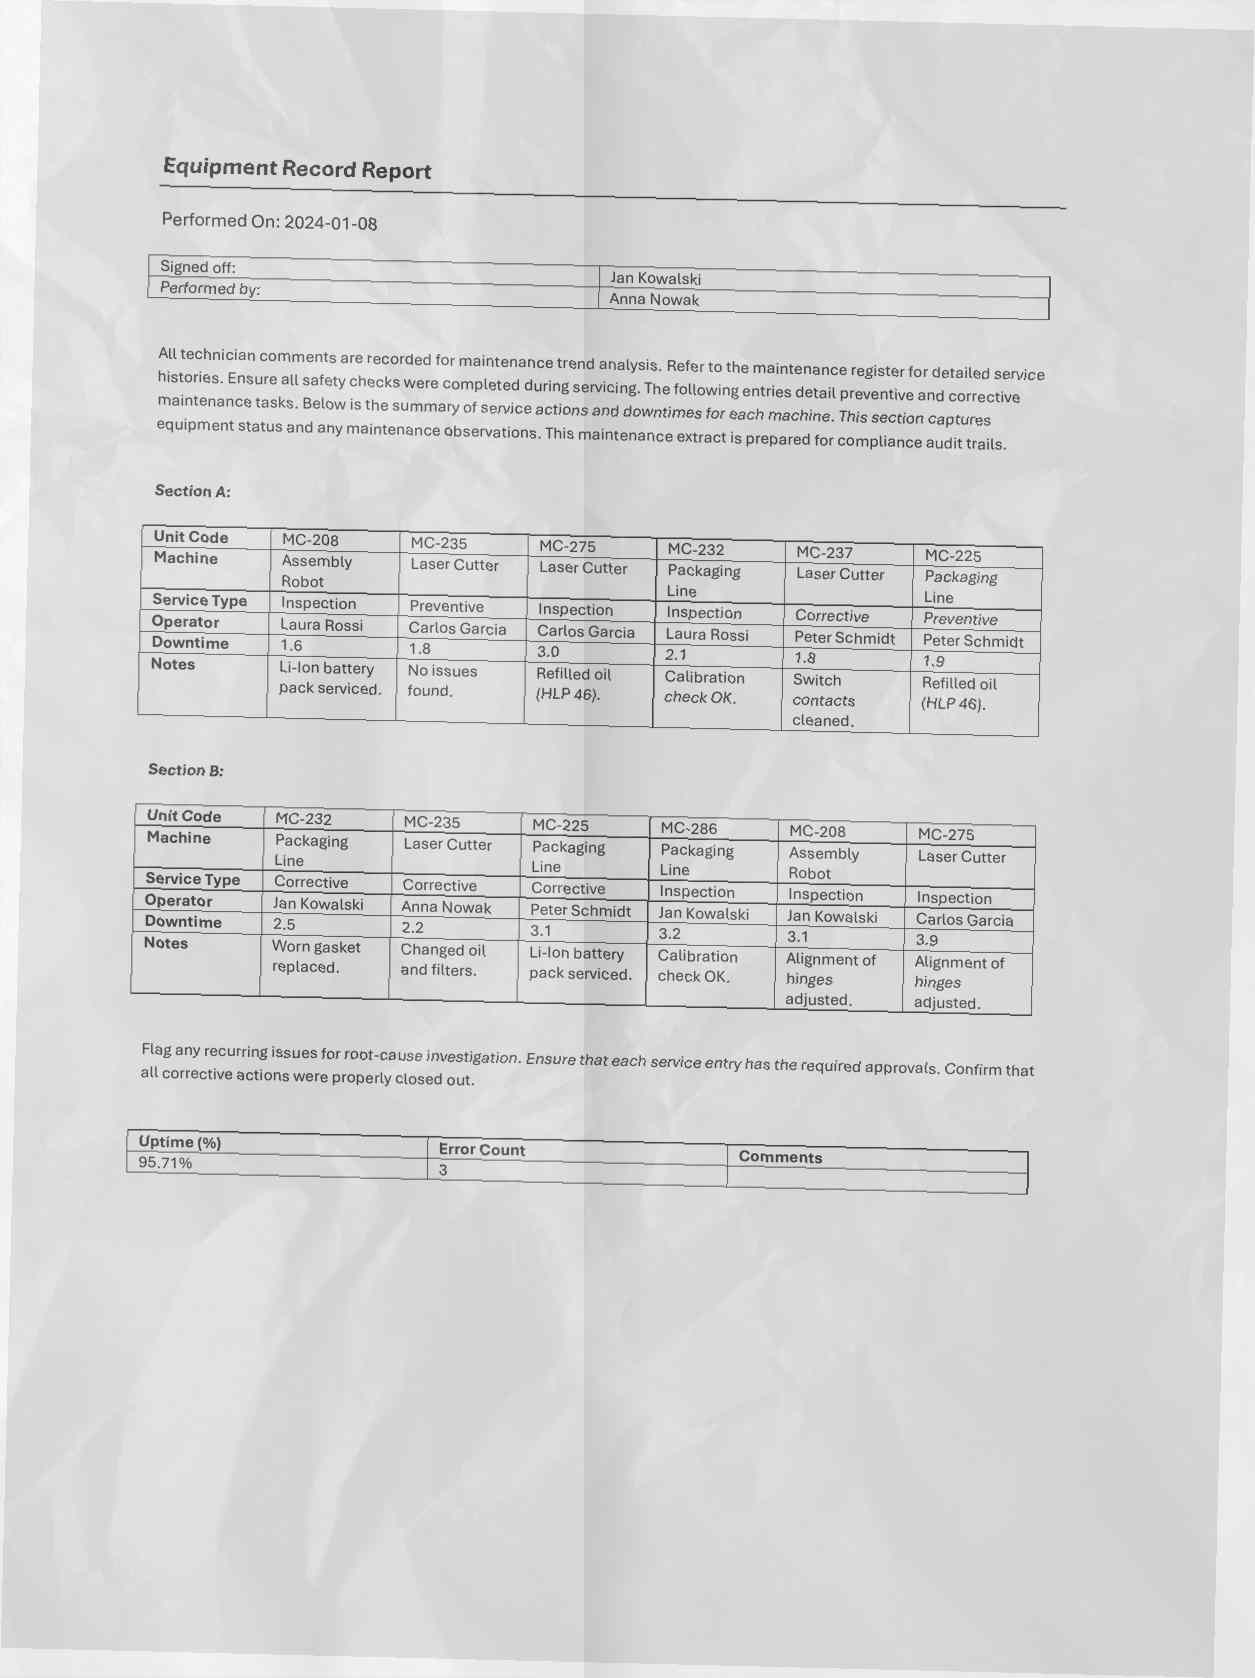 Equipment Record Report
Performed On: 2024-01-08
Signed off: Jan Kowalski
Performed by: Anna Nowak
All technician comments are recorded for maintenance trend analysis. Refer to the maintenance register for detailed service
histories. Ensure all safety checks were completed during servicing. The following entries detail preventive and corrective
maintenance tasks. Below is the summary of service actions and downtimes for each machine. This section captures
equipment status and any maintenance observations. This maintenance extract is prepared for compliance audit trails.
Section A:
Unit Code MC-208 MC-235 MC-275 MC-232 MC-237 MC-225
Machine Assembly Laser Cutter Laser Cutter Packaging Laser Cutter Packaging
Robot Line Line
Service Type Inspection Preventive Inspection Inspection Corrective Preventive
Operator Laura Rossi Carlos Garcia Carlos Garcia Laura Rossi Peter Schmidt Peter Schmidt
Downtime 1.6 1.8 3.0 2.1 1.8 1.9
Notes Li-Ion battery No issues Refilled oil Calibration Switch Refilled oil
pack serviced. found. (HLP 46). check OK. contacts (HLP 46).
cleaned.
Section B:
Unit Code MC-232 MC-235 MC-225 MC-286 MC-208 MC-275
Machine Packaging Laser Cutter Packaging Packaging Assembly Laser Cutter
Line Line Line Robot
Service Type Corrective Corrective Corrective Inspection Inspection Inspection
Operator Jan Kowalski Anna Nowak Peter Schmidt Jan Kowalski Jan Kowalski Carlos Garcia
Downtime 2.5 2.2 3.1 3.2 3.1 3.9
Notes Worn gasket Changed oil Li-Ion battery Calibration Alignment of Alignment of
replaced. and filters. pack serviced. check OK. hinges hinges
adjusted. adjusted.
Flag any recurring issues for root-cause investigation. Ensure that each service entry has the required approvals. Confirm that
all corrective actions were properly closed out.
Uptime (%) Error Count Comments
95.71% 3